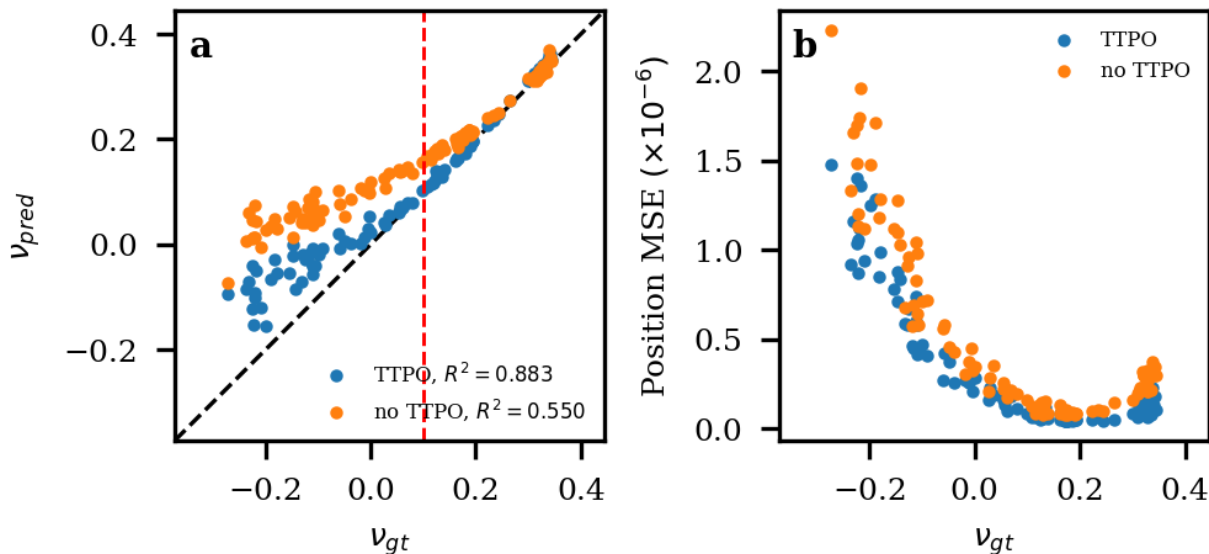 a
0.4
0.2
0.0
−0.2
ν_pred
TTPO, R² = 0.883
no TTPO, R² = 0.550
−0.2 0.0 0.2 0.4
ν_gt
b
TTPO
no TTPO
2.0
1.5
1.0
0.5
0.0
Position MSE (×10⁻⁶)
−0.2 0.0 0.2 0.4
ν_gt